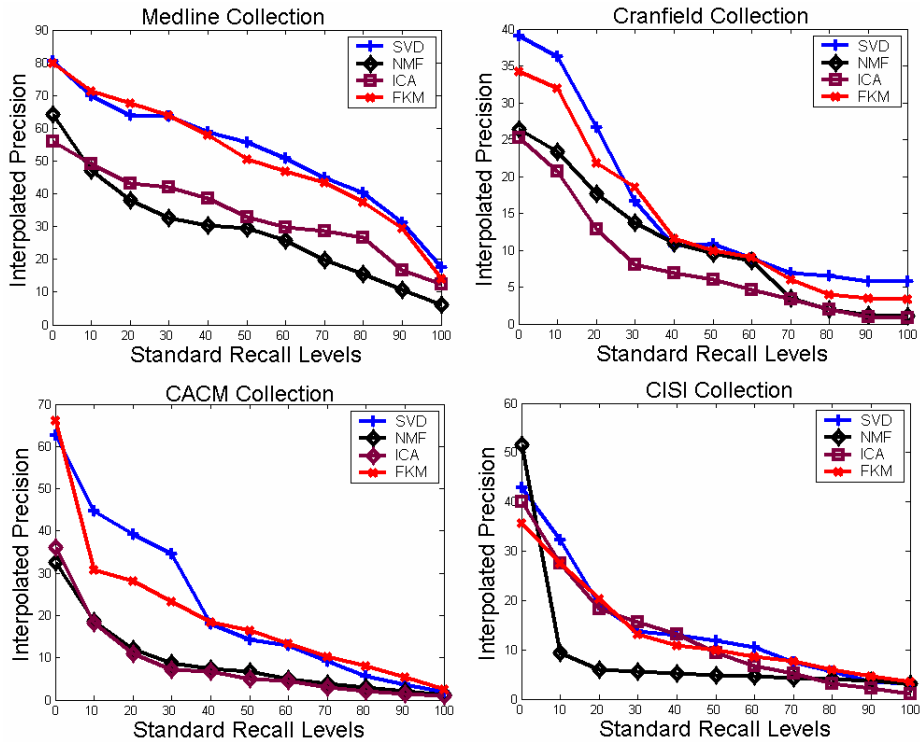 Medline Collection
90
80
70
60
50
40
30
20
10
0
Interpolated Precision
SVD
NMF
ICA
FKM
0 10 20 30 40 50 60 70 80 90 100
Standard Recall Levels
Cranfield Collection
40
35
30
25
20
15
10
5
0
Interpolated Precision
SVD
NMF
ICA
FKM
0 10 20 30 40 50 60 70 80 90 100
Standard Recall Levels
CACM Collection
70
60
50
40
30
20
10
0
Interpolated Precision
SVD
NMF
ICA
FKM
0 10 20 30 40 50 60 70 80 90 100
Standard Recall Levels
CISI Collection
60
50
40
30
20
10
0
Interpolated Precision
SVD
NMF
ICA
FKM
0 10 20 30 40 50 60 70 80 90 100
Standard Recall Levels